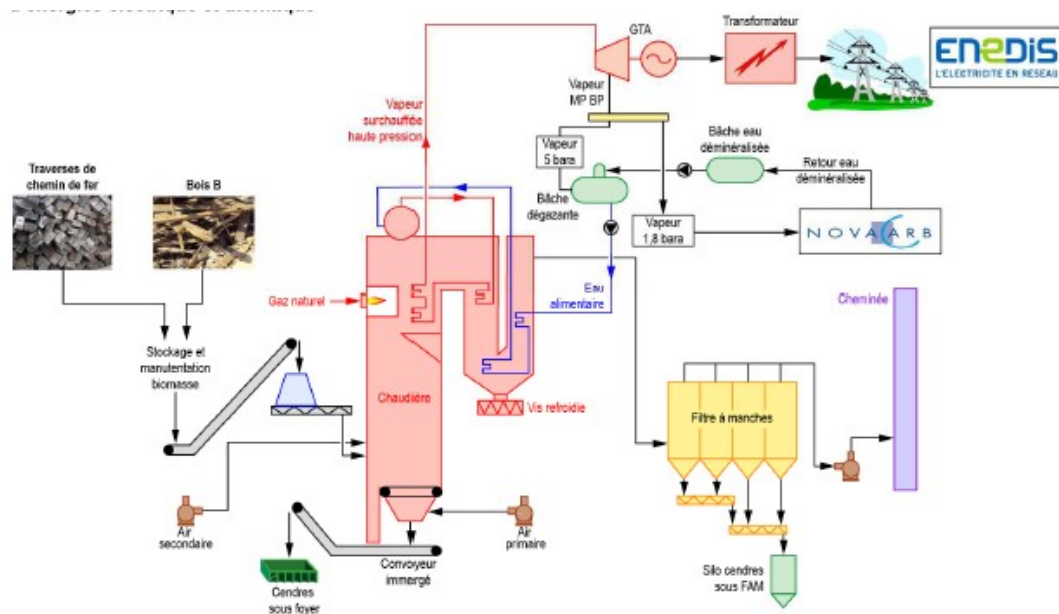 GTA
Transformateur
ENEDIS
L'ELECTRICITE EN RESEAU
Vapeur
MP BP
Vapeur
surchauffée
haute pression
Vapeur
5 bara
Bâche eau
déminéralisée
Retour eau
déminéralisée
Traverses de
chemin de fer
Bois B
Bâche
dégazante
Vapeur
1,8 bara
NOVACARB
Gaz naturel
Eau
alimentaire
Cheminée
Stockage et
manutentation
biomasse
Chaudière
Vis refroidie
Filtre à manches
Air
secondaire
Air
primaire
Convoyeur
immergé
Cendres
sous foyer
Silo cendres
sous FAM